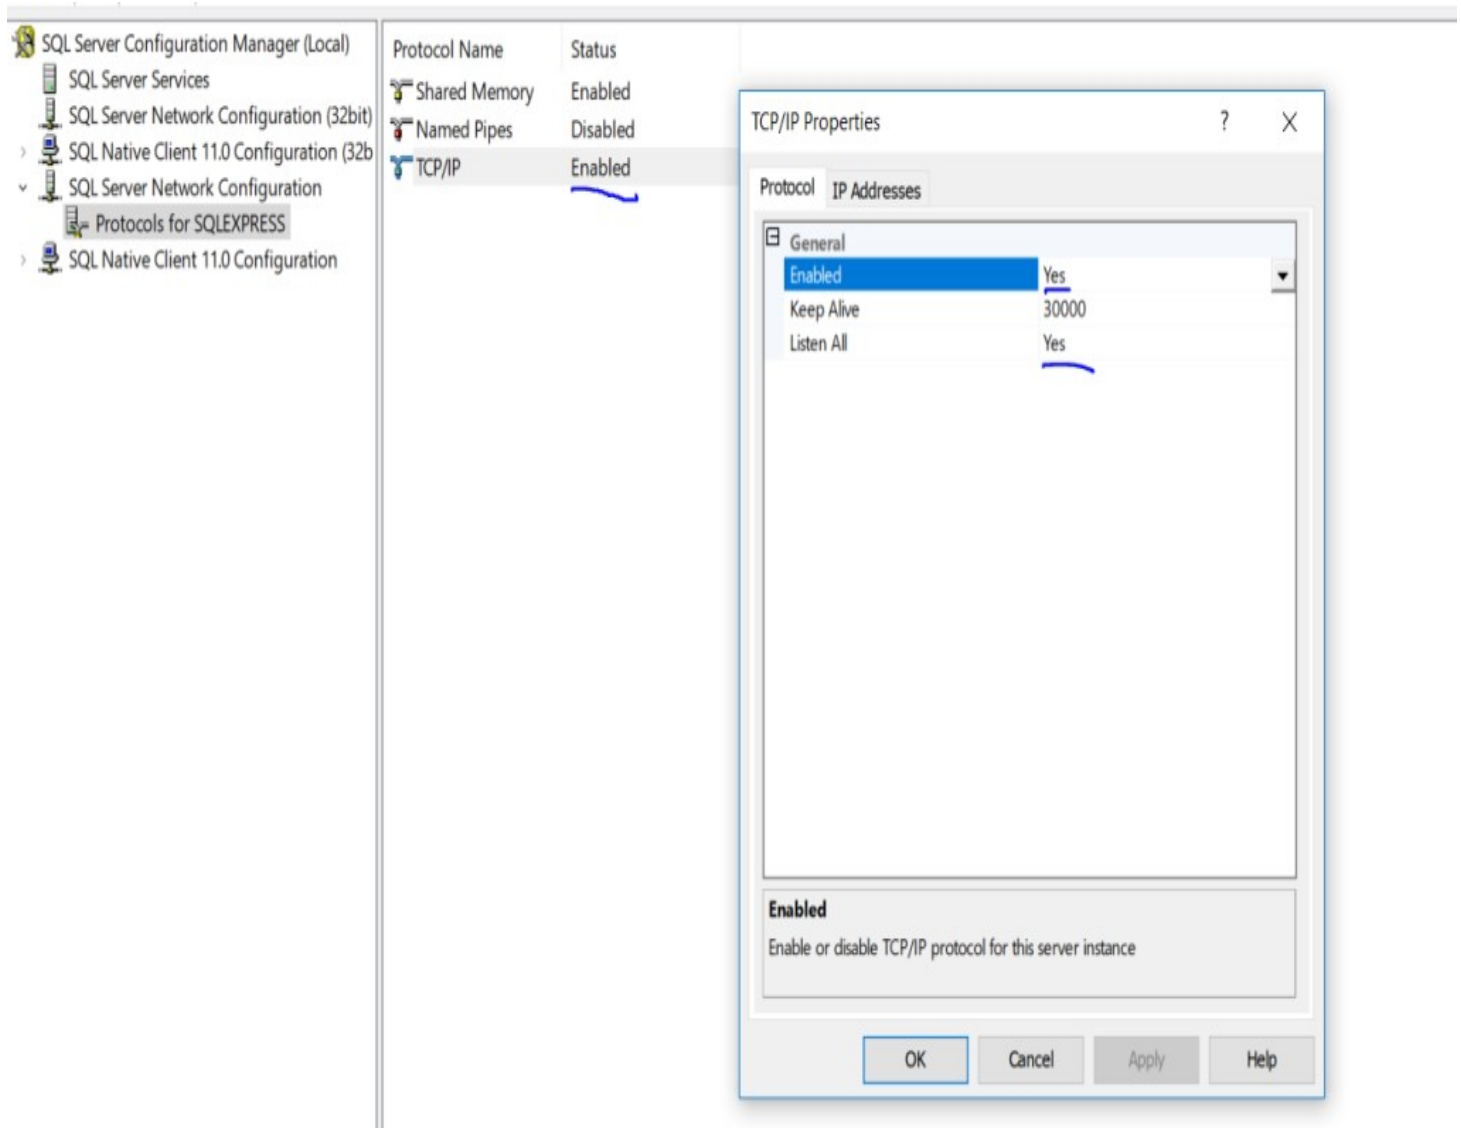 SQL Server Configuration Manager (Local)
SQL Server Services
SQL Server Network Configuration (32bit)
SQL Native Client 11.0 Configuration (32b
SQL Server Network Configuration
Protocols for SQLEXPRESS
SQL Native Client 11.0 Configuration
Protocol Name Status
Shared Memory Enabled
Named Pipes Disabled
TCP/IP Enabled
TCP/IP Properties ? X
Protocol IP Addresses
General
Enabled Yes
Keep Alive 30000
Listen All Yes
Enabled
Enable or disable TCP/IP protocol for this server instance
OK Cancel Apply Help